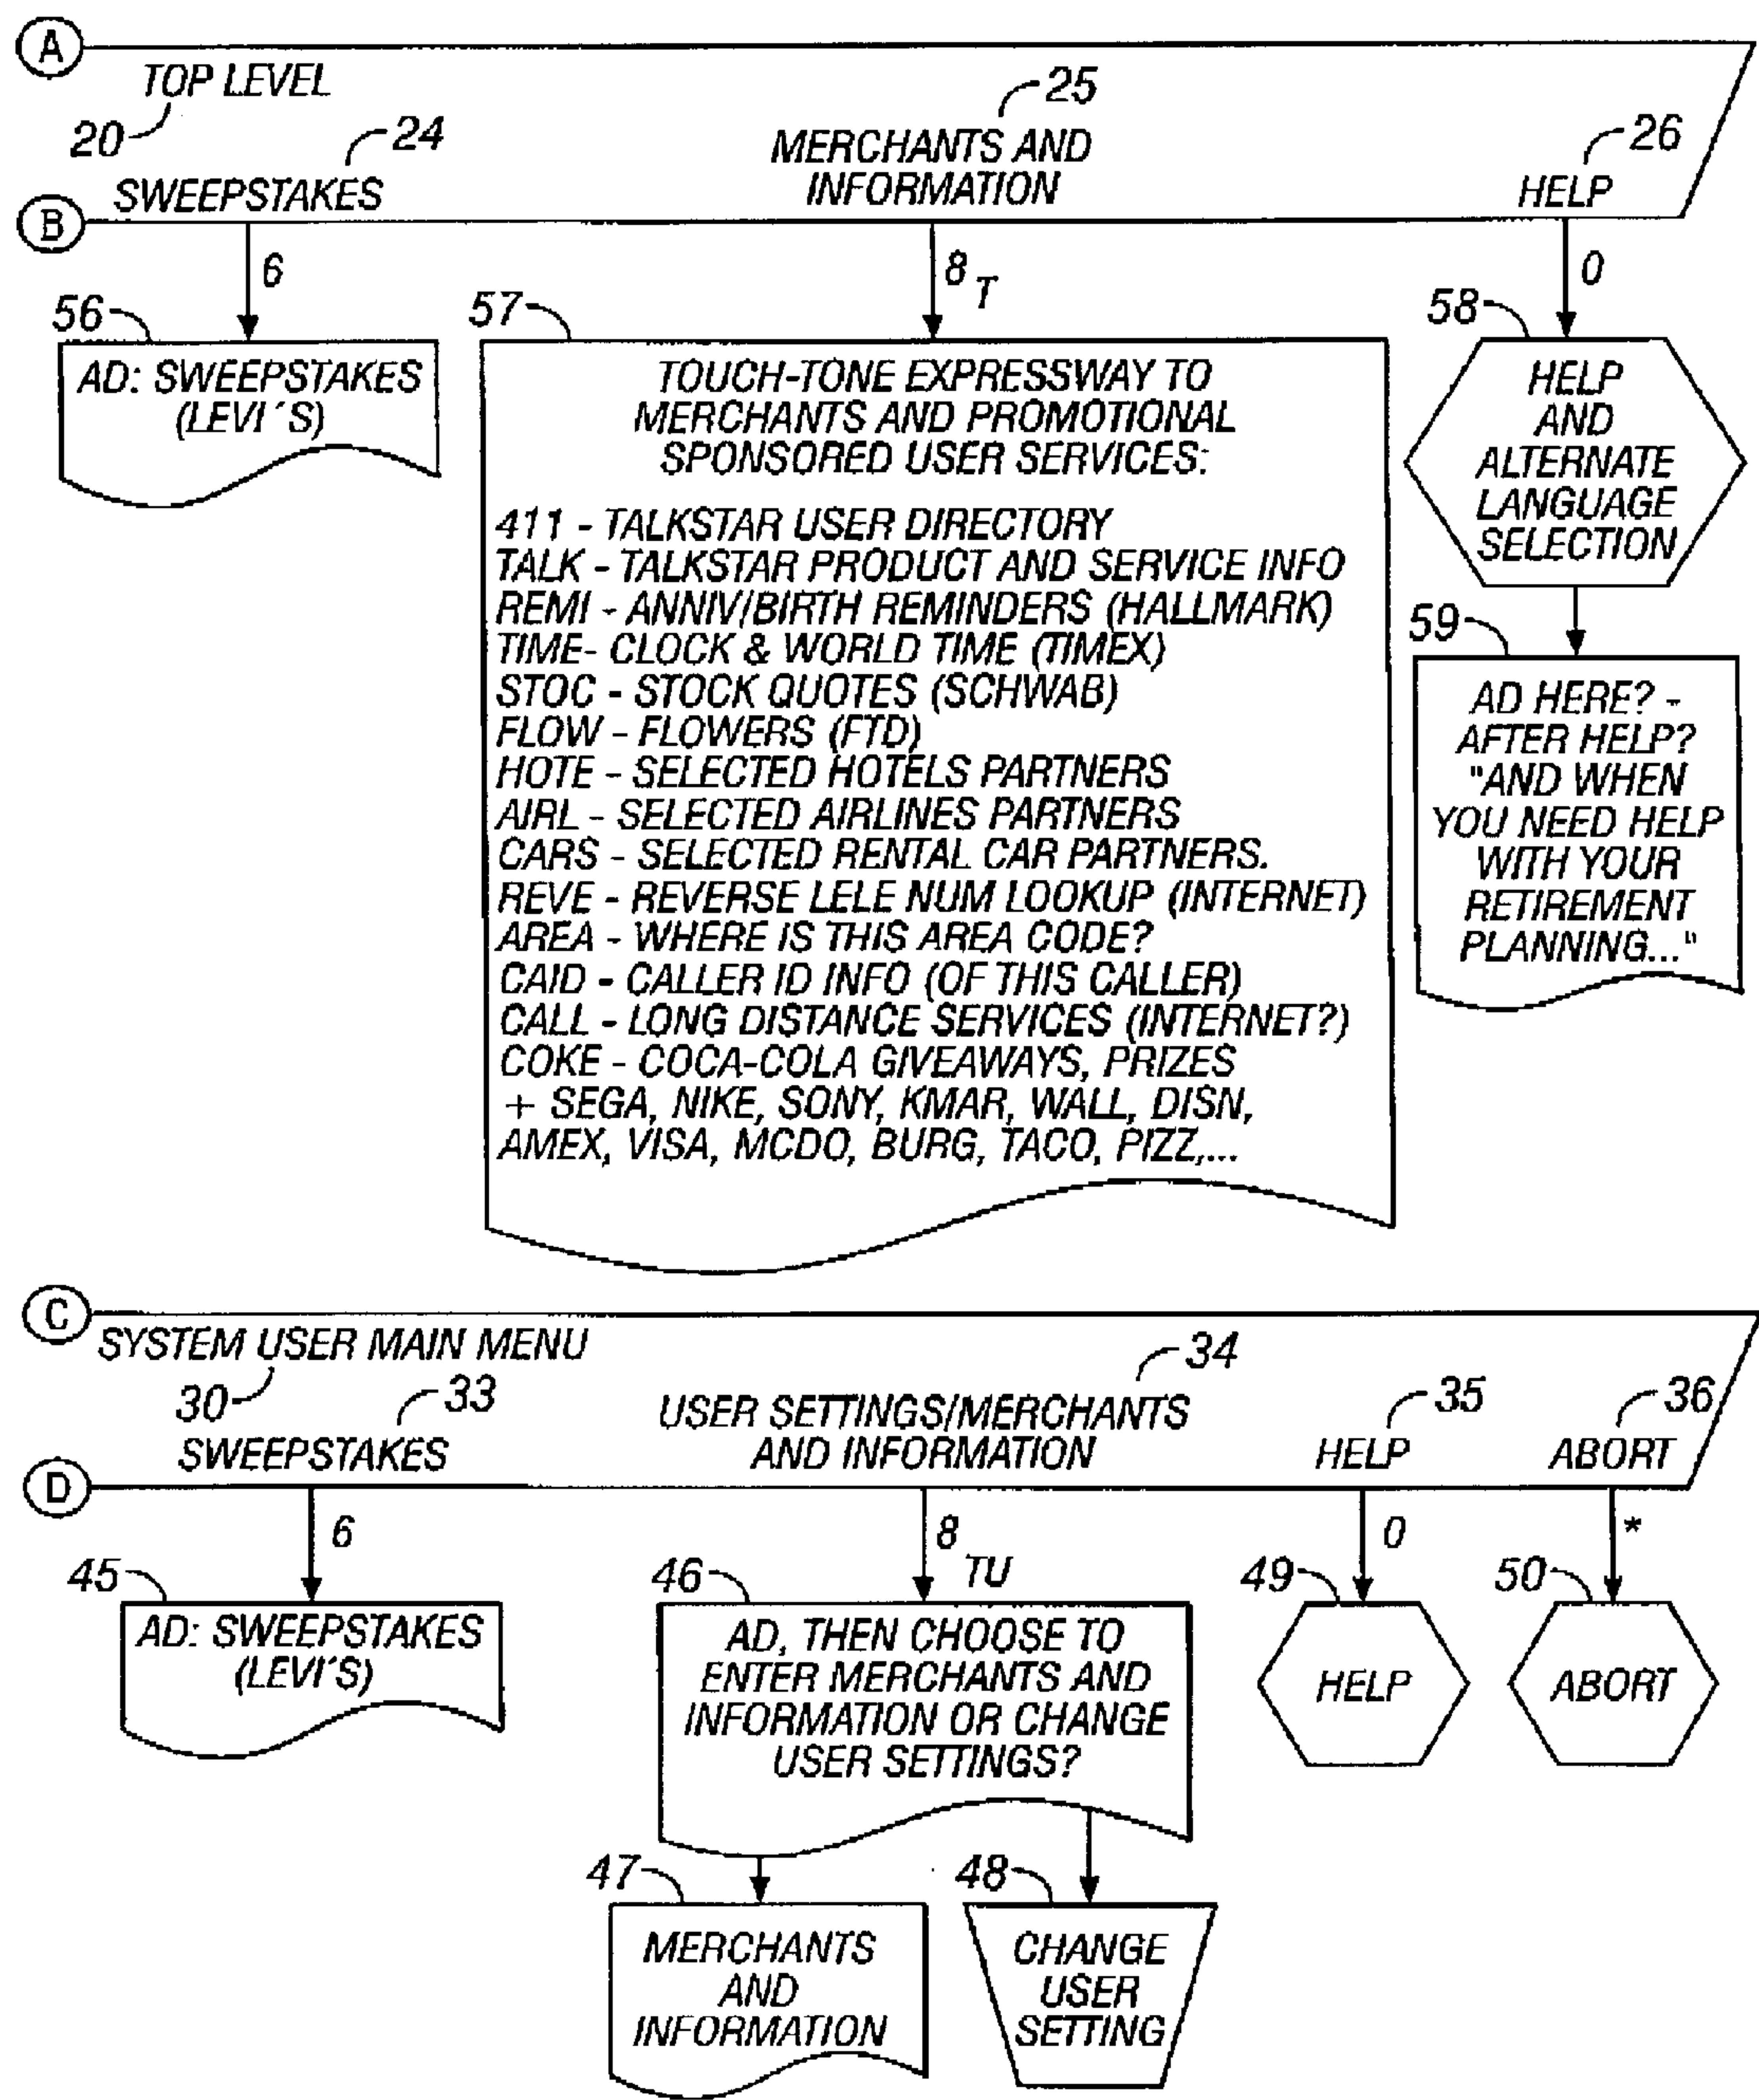 A
TOP LEVEL
20
24
25
26
SWEEPSTAKES
MERCHANTS AND
INFORMATION
HELP
B
6
8 T
0
56
AD: SWEEPSTAKES
(LEVI´S)
57
TOUCH-TONE EXPRESSWAY TO
MERCHANTS AND PROMOTIONAL
SPONSORED USER SERVICES:
411 - TALKSTAR USER DIRECTORY
TALK - TALKSTAR PRODUCT AND SERVICE INFO
REMI - ANNIV/BIRTH REMINDERS (HALLMARK)
TIME- CLOCK & WORLD TIME (TIMEX)
STOC - STOCK QUOTES (SCHWAB)
FLOW - FLOWERS (FTD)
HOTE - SELECTED HOTELS PARTNERS
AIRL - SELECTED AIRLINES PARTNERS
CARS - SELECTED RENTAL CAR PARTNERS.
REVE - REVERSE LELE NUM LOOKUP (INTERNET)
AREA - WHERE IS THIS AREA CODE?
CAID - CALLER ID INFO (OF THIS CALLER)
CALL - LONG DISTANCE SERVICES (INTERNET?)
COKE - COCA-COLA GIVEAWAYS, PRIZES
+ SEGA, NIKE, SONY, KMAR, WALL, DISN,
AMEX, VISA, MCDO, BURG, TACO, PIZZ,...
58
HELP
AND
ALTERNATE
LANGUAGE
SELECTION
59
AD HERE? -
AFTER HELP?
"AND WHEN
YOU NEED HELP
WITH YOUR
RETIREMENT
PLANNING..."
C
SYSTEM USER MAIN MENU
30
33
34
35
36
SWEEPSTAKES
USER SETTINGS/MERCHANTS
AND INFORMATION
HELP
ABORT
D
6
8 TU
0
*
45
AD: SWEEPSTAKES
(LEVI´S)
46
AD, THEN CHOOSE TO
ENTER MERCHANTS AND
INFORMATION OR CHANGE
USER SETTINGS?
49
HELP
50
ABORT
47
MERCHANTS
AND
INFORMATION
48
CHANGE
USER
SETTING